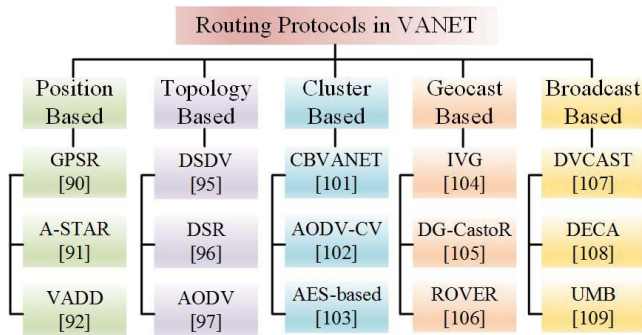 Routing Protocols in VANET
Position
Based
Topology
Based
Cluster
Based
Geocast
Based
Broadcast
Based
GPSR
[90]
DSDV
[95]
CBVANET
[101]
IVG
[104]
DVCAST
[107]
A-STAR
[91]
DSR
[96]
AODV-CV
[102]
DG-CastoR
[105]
DECA
[108]
VADD
[92]
AODV
[97]
AES-based
[103]
ROVER
[106]
UMB
[109]